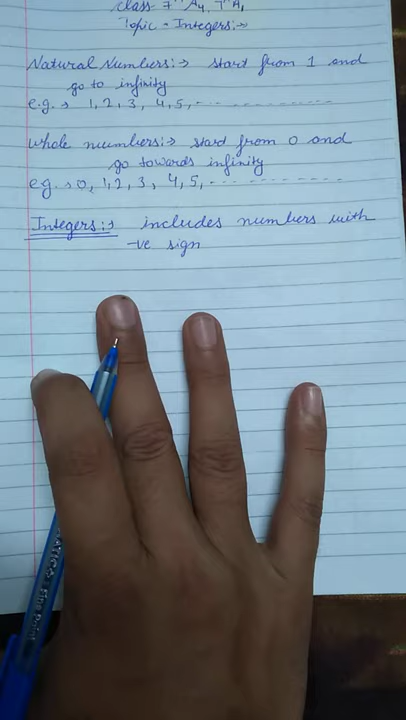 class 7th A4, 7th A1
Topic - Integers:→
Natural Numbers:→ start from 1 and
go to infinity
e.g. → 1, 2, 3, 4, 5, - - - - - - - - - - - - -
Whole numbers:→ start from 0 and
go towards infinity
e.g. → 0, 1, 2, 3, 4, 5, - - - - - - - - - - - - -
Integers:→ includes numbers with
-ve sign
Fine Point